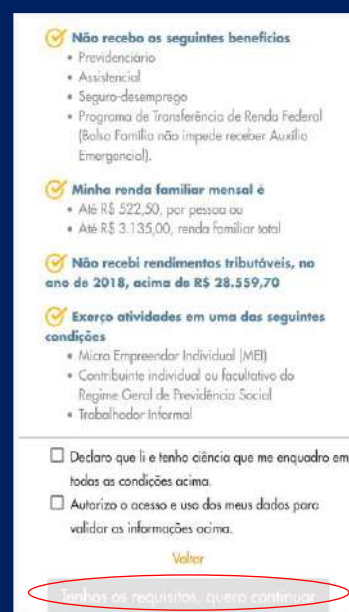 Não recebo os seguintes benefícios
• Previdenciário
• Assistencial
• Seguro-desemprego
• Programa de Transferência de Renda Federal
(Bolsa Família não impede receber Auxílio
Emergencial).
Minha renda familiar mensal é
• Até R$ 522,50, por pessoa ou
• Até R$ 3.135,00, renda familiar total
Não recebi rendimentos tributáveis, no
ano de 2018, acima de R$ 28.559,70
Exerço atividades em uma das seguintes
condições
• Micro Empreendor Individual (MEI)
• Contribuinte individual ou facultativo do
Regime Geral de Previdência Social
• Trabalhador Informal
Declaro que li e tenho ciência que me enquadro em
todas as condições acima.
Autorizo o acesso e uso dos meus dados para
validar as informações acima.
Voltar
Tenhos os requisitos, quero continuar